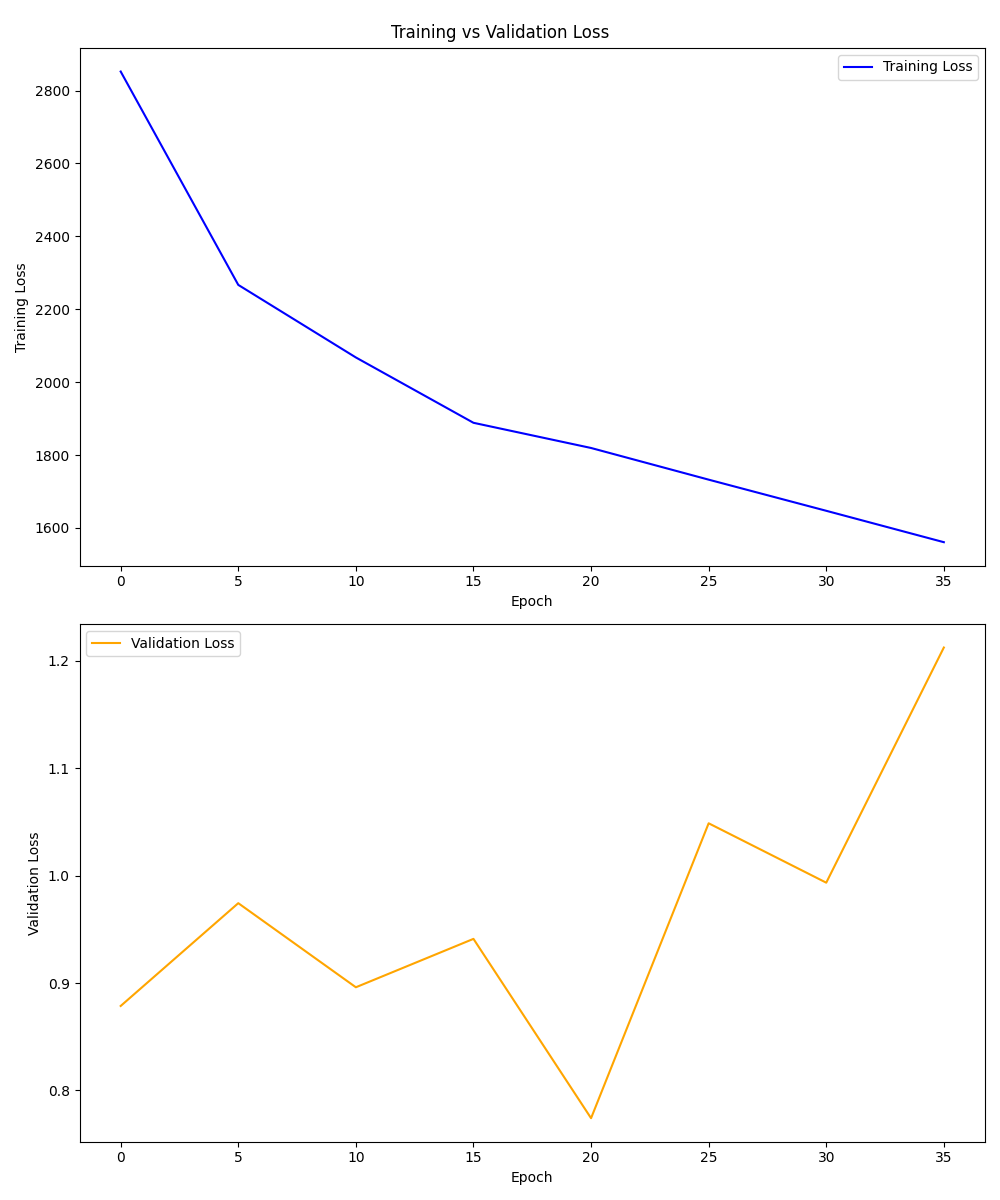 Training vs Validation Loss
Training Loss
2800
2600
2400
2200
2000
1800
1600
Training Loss
0 5 10 15 20 25 30 35
Epoch
Validation Loss
1.2
1.1
1.0
0.9
0.8
Validation Loss
0 5 10 15 20 25 30 35
Epoch